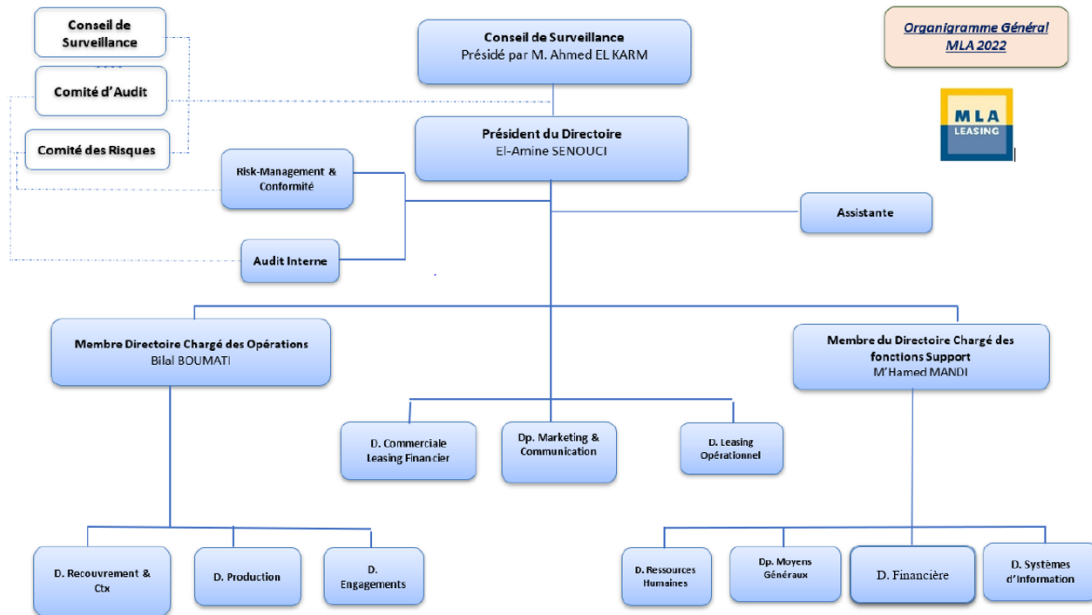 Conseil de
Surveillance
Comité d'Audit
Comité des Risques
Conseil de Surveillance
Présidé par M. Ahmed EL KARM
Organigramme Général
MLA 2022
MLA
LEASING
Président du Directoire
El-Amine SENOUCI
Risk-Management &
Conformité
Assistante
Audit Interne
Membre Directoire Chargé des Opérations
Bilal BOUMATI
Membre du Directoire Chargé des
fonctions Support
M'Hamed MANDI
D. Commerciale
Leasing Financier
Dp. Marketing &
Communication
D. Leasing
Opérationnel
D. Recouvrement &
Ctx
D. Production
D.
Engagements
D. Ressources
Humaines
Dp. Moyens
Généraux
D. Financière
D. Systèmes
d'Information